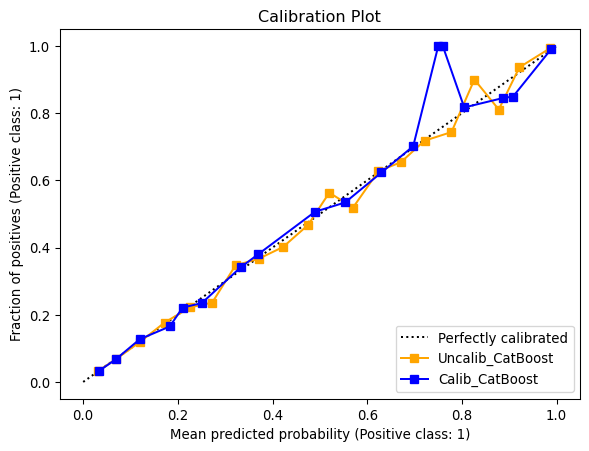 Calibration Plot
Fraction of positives (Positive class: 1)
1.0
0.8
0.6
0.4
0.2
0.0
0.0 0.2 0.4 0.6 0.8 1.0
Mean predicted probability (Positive class: 1)
Perfectly calibrated
Uncalib_CatBoost
Calib_CatBoost